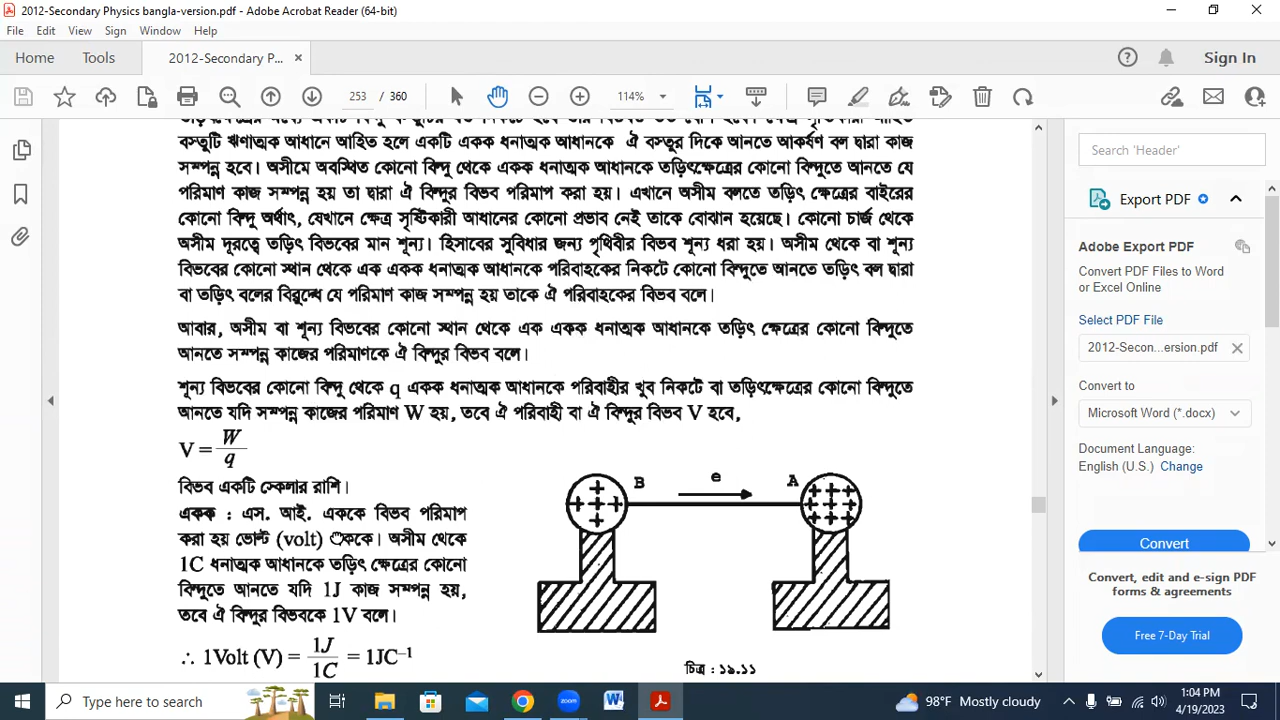 2012-Secondary Physics bangla-version.pdf - Adobe Acrobat Reader (64-bit)
File Edit View Sign Window Help
Home Tools 2012-Secondary P... Sign In
253 / 360 114%
বস্তুটি ঋণাত্মক আধানে আহিত হলে একটি একক ধনাত্মক আধানকে ঐ বস্তুর দিকে আনতে আকর্ষণ বল দ্বারা কাজ
সম্পন্ন হবে। অসীমে অবস্থিত কোনো বিন্দু থেকে একক ধনাত্মক আধানকে তড়িৎক্ষেত্রের কোনো বিন্দুতে আনতে যে
পরিমাণ কাজ সম্পন্ন হয় তা দ্বারা ঐ বিন্দুর বিভব পরিমাপ করা হয়। এখানে অসীম বলতে তড়িৎ ক্ষেত্রের বাইরের
কোনো বিন্দু অর্থাৎ, যেখানে ক্ষেত্র সৃষ্টিকারী আধানের কোনো প্রভাব নেই তাকে বোঝান হয়েছে। কোনো চার্জ থেকে
অসীম দূরত্বে তড়িৎ বিভবের মান শূন্য। হিসাবের সুবিধার জন্য পৃথিবীর বিভব শূন্য ধরা হয়। অসীম থেকে বা শূন্য
বিভবের কোনো স্থান থেকে এক একক ধনাত্মক আধানকে পরিবাহকের নিকটে কোনো বিন্দুতে আনতে তড়িৎ বল দ্বারা
বা তড়িৎ বলের বিরুদ্ধে যে পরিমাণ কাজ সম্পন্ন হয় তাকে ঐ পরিবাহকের বিভব বলে।
আবার, অসীম বা শূন্য বিভবের কোনো স্থান থেকে এক একক ধনাত্মক আধানকে তড়িৎ ক্ষেত্রের কোনো বিন্দুতে
আনতে সম্পন্ন কাজের পরিমাণকে ঐ বিন্দুর বিভব বলে।
শূন্য বিভবের কোনো বিন্দু থেকে q একক ধনাত্মক আধানকে পরিবাহীর খুব নিকটে বা তড়িৎক্ষেত্রের কোনো বিন্দুতে
আনতে যদি সম্পন্ন কাজের পরিমাণ W হয়, তবে ঐ পরিবাহী বা ঐ বিন্দুর বিভব V হবে,
V = W/q
বিভব একটি স্কেলার রাশি।
একক : এস. আই. এককে বিভব পরিমাপ
করা হয় ভোল্ট (volt) এককে। অসীম থেকে
1C ধনাত্মক আধানকে তড়িৎ ক্ষেত্রের কোনো
বিন্দুতে আনতে যদি 1J কাজ সম্পন্ন হয়,
তবে ঐ বিন্দুর বিভবকে 1V বলে।
∴ 1Volt (V) = 1J/1C = 1JC⁻¹
B e A
চিত্র : ১৯.১১
Search 'Header'
Export PDF
Adobe Export PDF
Convert PDF Files to Word
or Excel Online
Select PDF File
2012-Secon...ersion.pdf
Convert to
Microsoft Word (*.docx)
Document Language:
English (U.S.) Change
Convert
Convert, edit and e-sign PDF
forms & agreements
Free 7-Day Trial
Type here to search
zoom
98°F Mostly cloudy
1:04 PM
4/19/2023